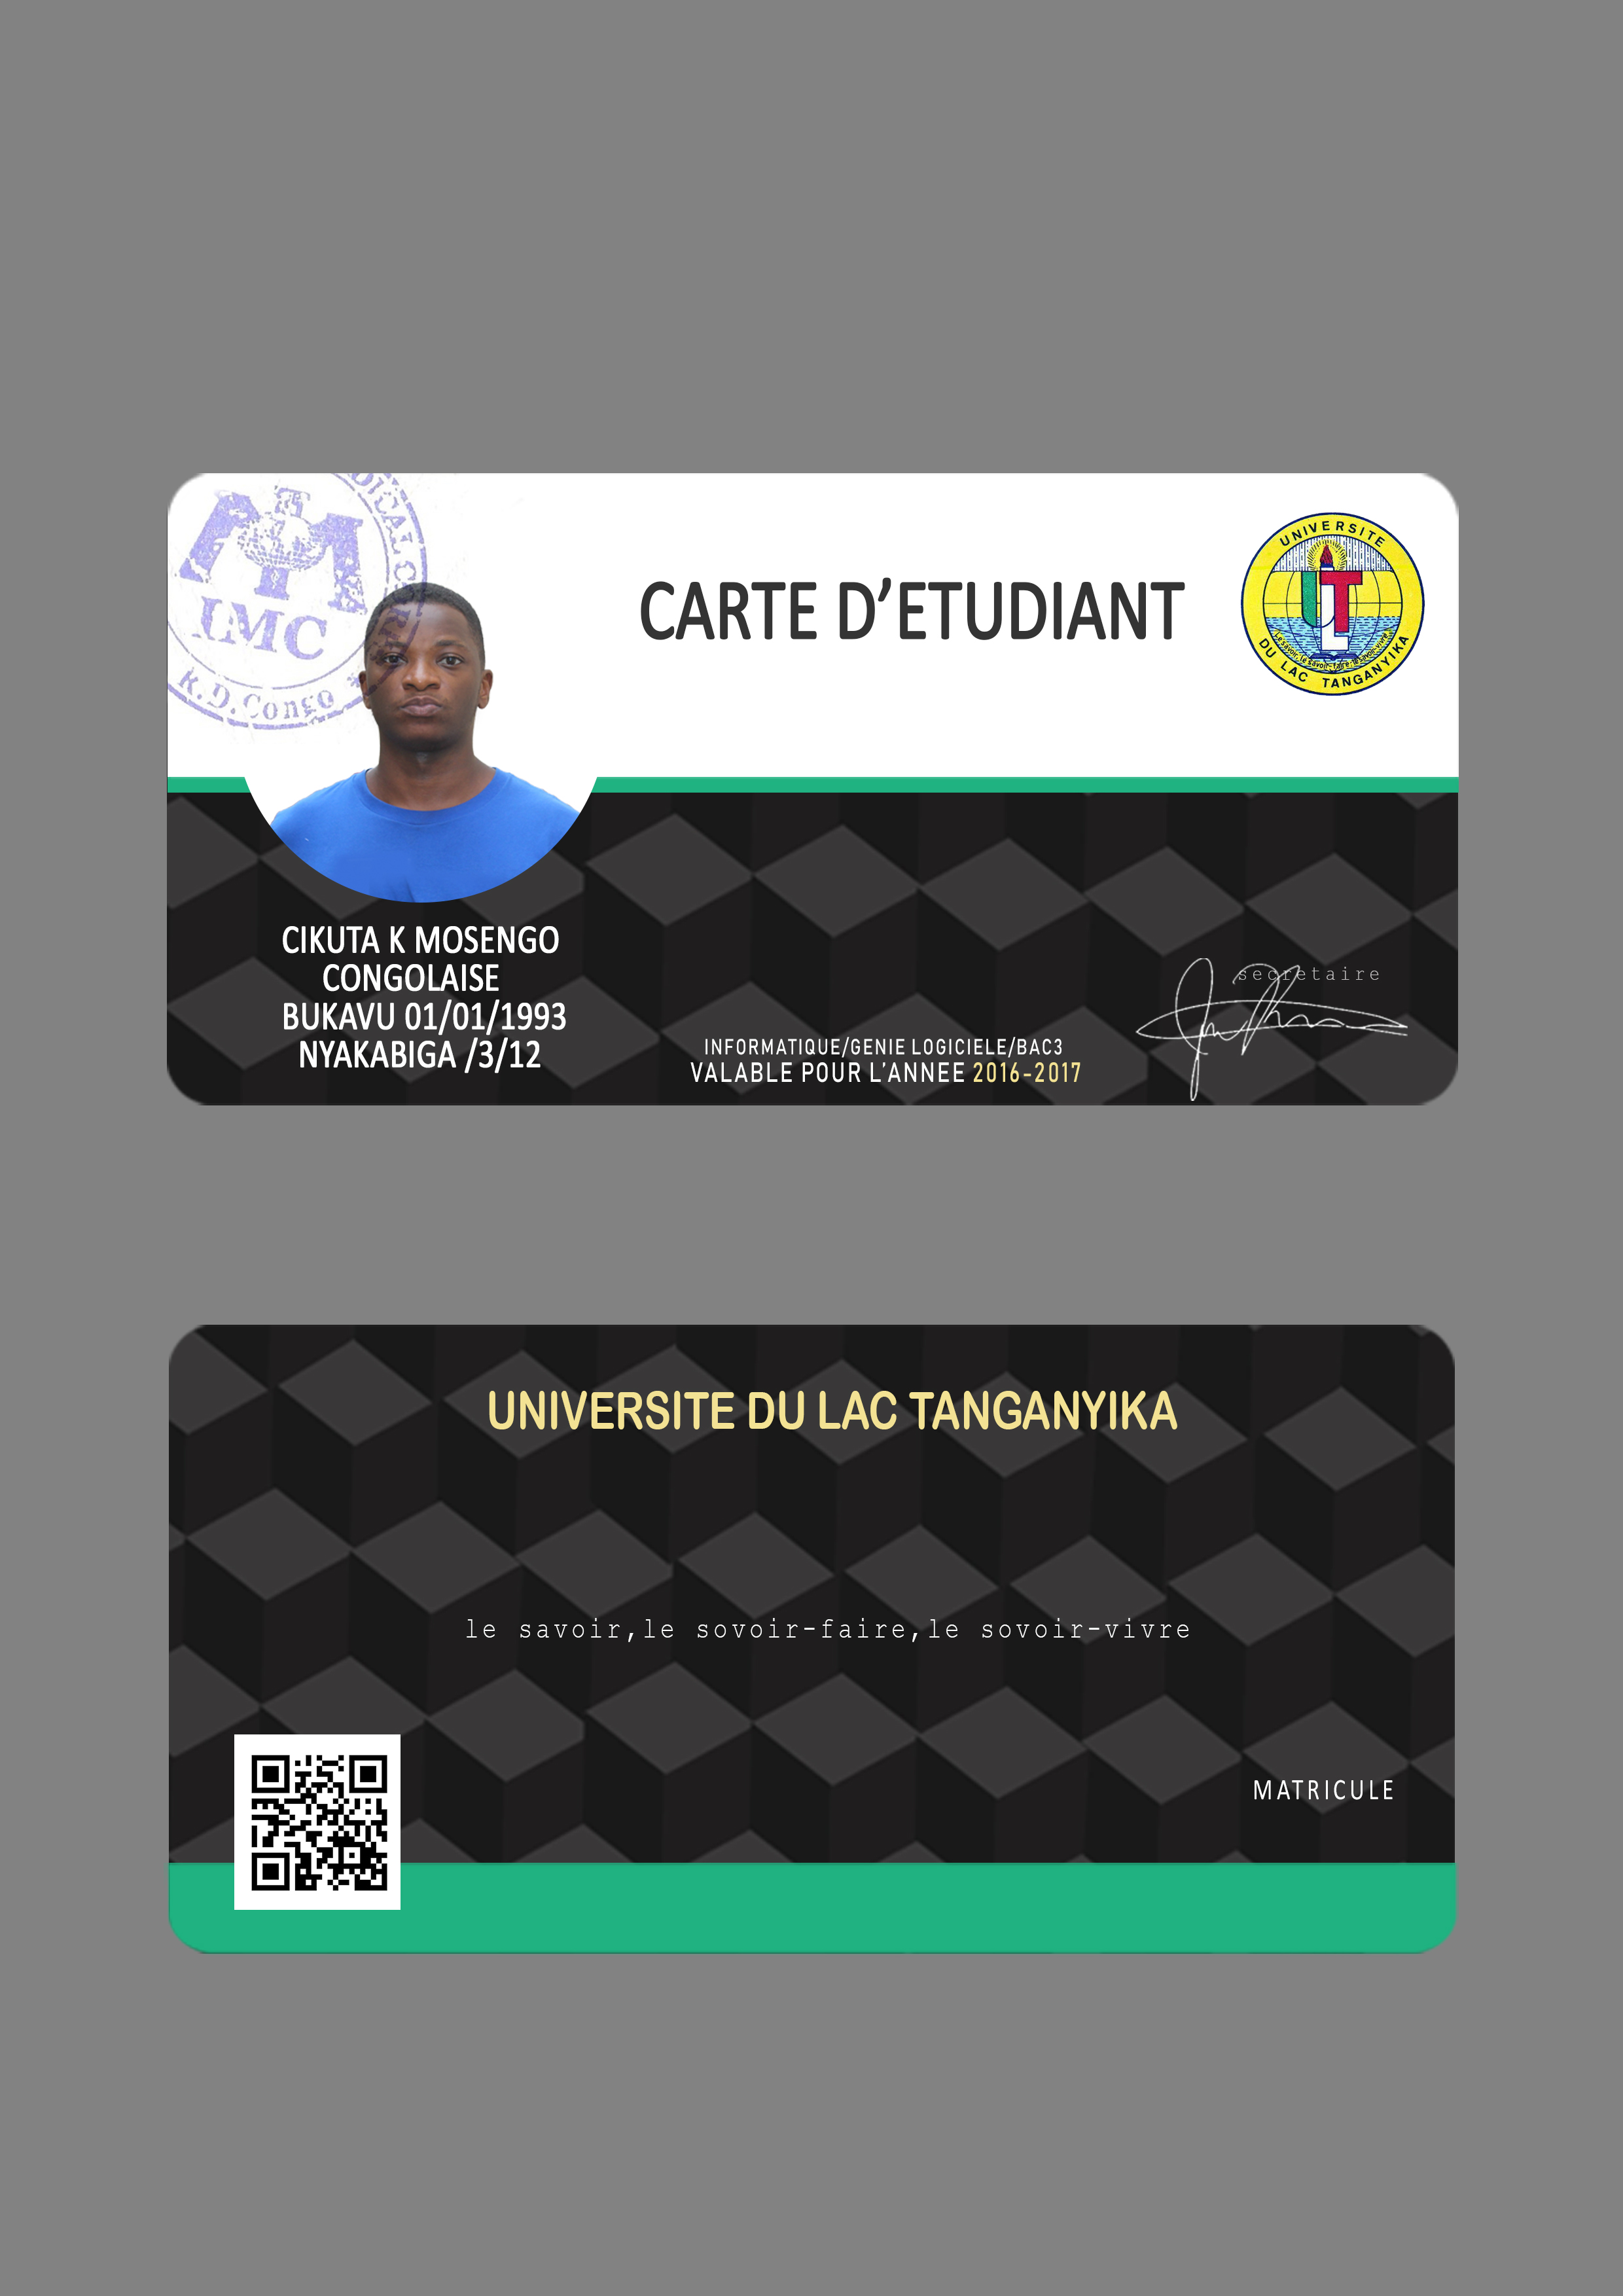 DICAL C
IMC
R.D.Congo *
CARTE D’ETUDIANT
UNIVERSITE
ULT
Le savoir, le savoir-faire, le savoir-vivre
DU LAC TANGANYIKA
CIKUTA K MOSENGO
CONGOLAISE
BUKAVU 01/01/1993
NYAKABIGA /3/12
INFORMATIQUE/GENIE LOGICIELE/BAC3
VALABLE POUR L’ANNEE 2016-2017
secretaire
UNIVERSITE DU LAC TANGANYIKA
le savoir,le sovoir-faire,le sovoir-vivre
MATRICULE